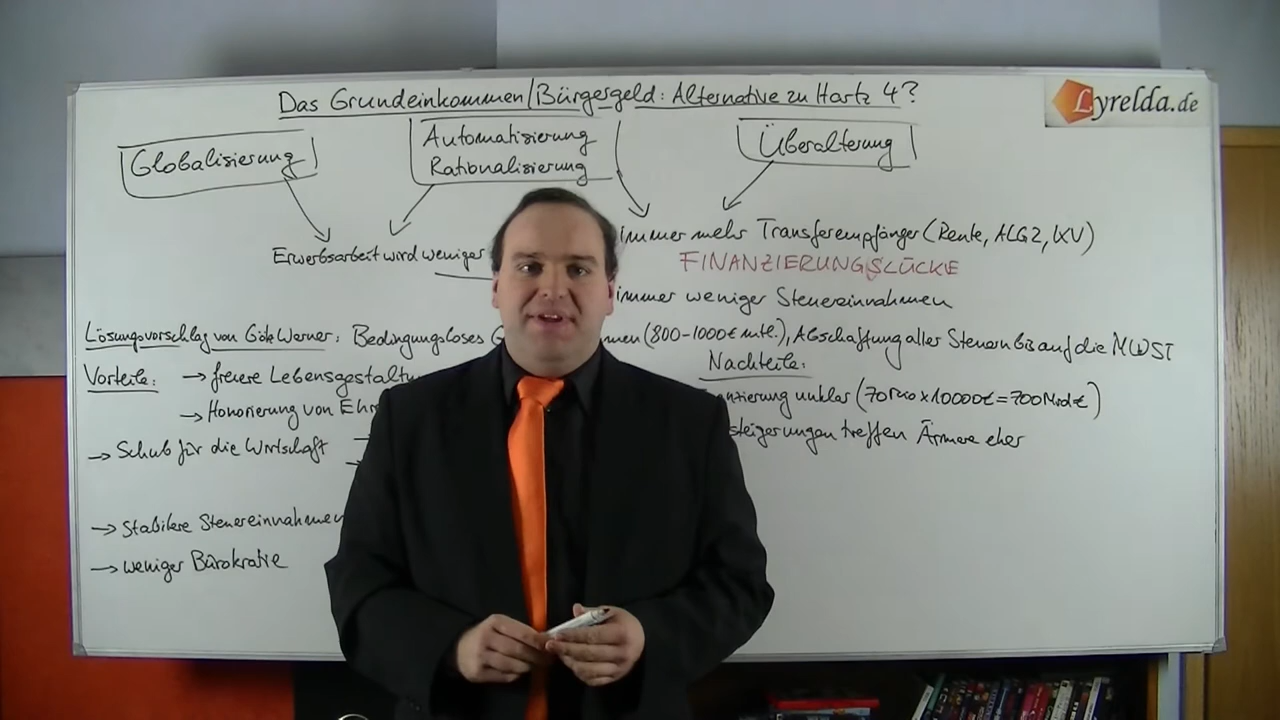 Das Grundeinkommen/Bürgergeld: Alternative zu Hartz 4?
Lyrelda.de
Globalisierung
Automatisierung
Rationalisierung
Überalterung
Erwerbsarbeit wird weniger
immer mehr Transferempfänger (Rente, ALG2, KV)
FINANZIERUNGSLÜCKE
immer weniger Steuereinnahmen
Lösungsvorschlag von Götz Werner: Bedingungsloses G men (800-1000€ mtl.), Abschaffung aller Steuern bis auf die MWST
Vorteile:
→ freiere Lebensgestaltu
→ Honorierung von Ehr
→ Schub für die Wirtschaft
→ Stabilere Steuereinnahmen
→ weniger Bürokratie
Nachteile:
nzierung unklar (70Mio x 10000€ = 700Mrd€)
steigerungen treffen Ärmere eher